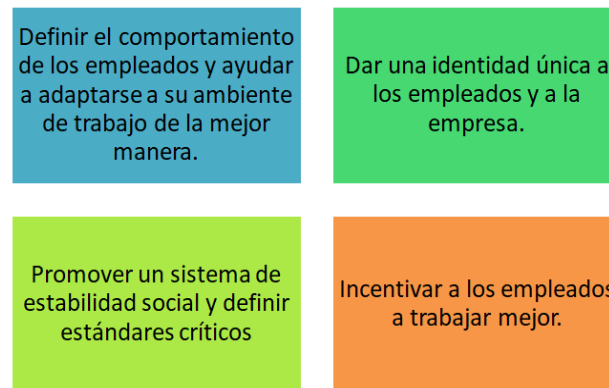 Definir el comportamiento
de los empleados y ayudar
a adaptarse a su ambiente
de trabajo de la mejor
manera.
Dar una identidad única a
los empleados y a la
empresa.
Promover un sistema de
estabilidad social y definir
estándares críticos
Incentivar a los empleados
a trabajar mejor.